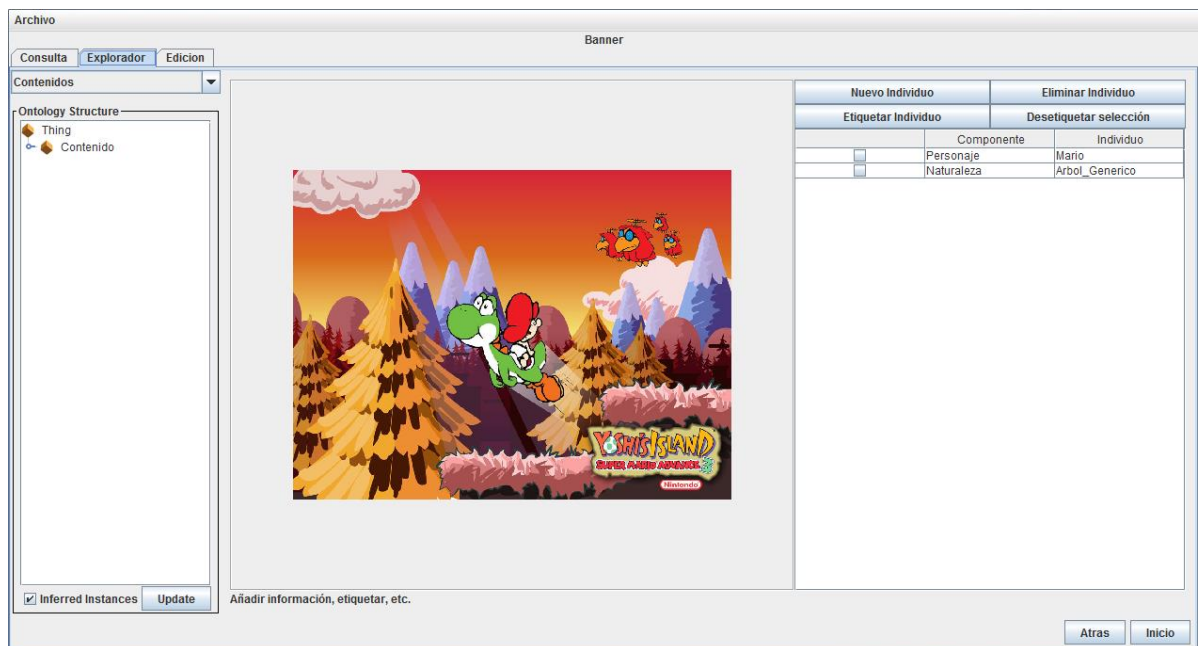 Archivo
Banner
Consulta Explorador Edicion
Contenidos
Ontology Structure
Thing
Contenido
Nuevo Individuo Eliminar Individuo
Etiquetar Individuo Desetiquetar selección
Componente Individuo
Personaje Mario
Naturaleza Arbol_Generico
YOSHI'S ISLAND
SUPER MARIO ADVANCE 3
Nintendo
Inferred Instances Update
Añadir información, etiquetar, etc.
Atras Inicio